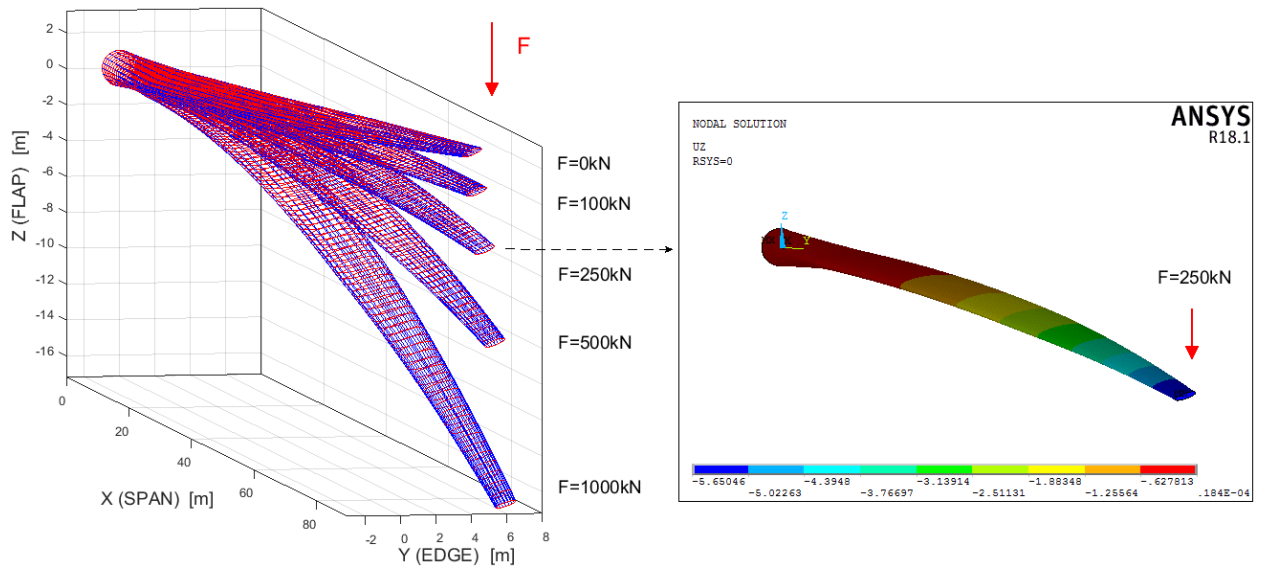 2
0
-2
-4
-6
-8
-10
-12
-14
-16
Z (FLAP) [m]
0
20
40
60
80
X (SPAN) [m]
-2
0
2
4
6
8
Y (EDGE) [m]
F
F=0kN
F=100kN
F=250kN
F=500kN
F=1000kN
NODAL SOLUTION
UZ
RSYS=0
ANSYS
R18.1
Z
Y
F=250kN
-5.65046
-5.02263
-4.3948
-3.76697
-3.13914
-2.51131
-1.88348
-1.25564
-.627813
.184E-04